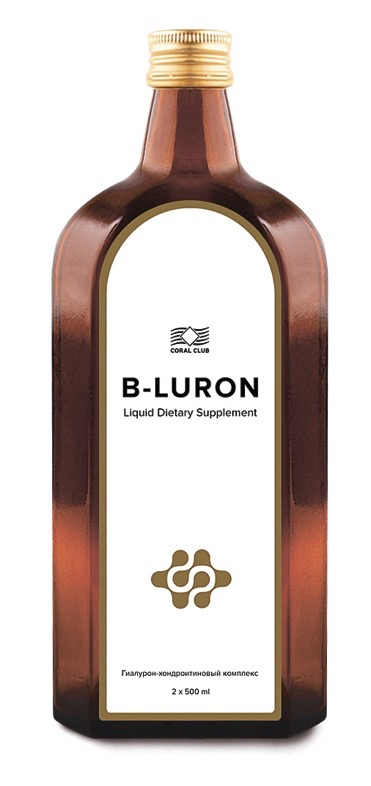 CORAL CLUB
B-LURON
Liquid Dietary Supplement
Гиалурон-хондроитиновый комплекс
2 x 500 ml